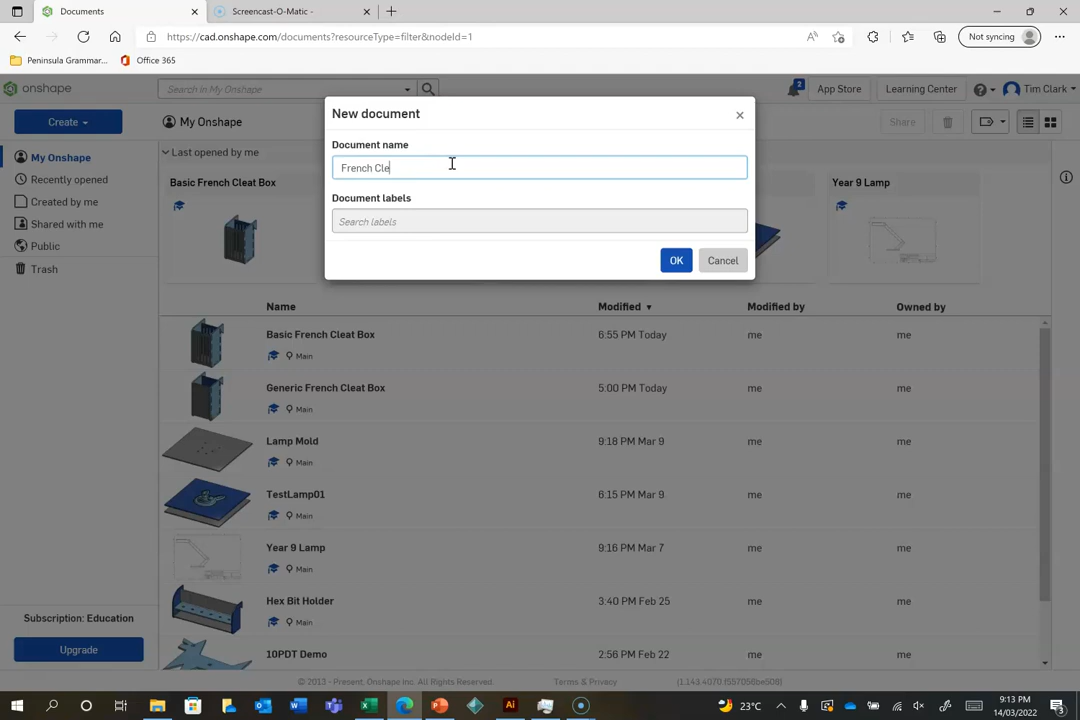 Documents
Screencast-O-Matic -
https://cad.onshape.com/documents?resourceType=filter&nodeId=1
Not syncing
Peninsula Grammar...
Office 365
onshape
Search In My Onshape
2
App Store
Learning Center
Tim Clark
Create
My Onshape
Share
New document
Document name
French Cle
Document labels
Search labels
OK
Cancel
My Onshape
Recently opened
Created by me
Shared with me
Public
Trash
Last opened by me
Basic French Cleat Box
Year 9 Lamp
Name
Modified
Modified by
Owned by
Basic French Cleat Box
Main
6:55 PM Today
me
me
Generic French Cleat Box
Main
5:00 PM Today
me
me
Lamp Mold
Main
9:18 PM Mar 9
me
me
TestLamp01
Main
6:15 PM Mar 9
me
me
Year 9 Lamp
Main
9:16 PM Mar 7
me
me
Hex Bit Holder
Main
3:40 PM Feb 25
me
me
10PDT Demo
2:56 PM Feb 22
me
me
Subscription: Education
Upgrade
© 2013 - Present, Onshape Inc. All Rights Reserved.
Terms & Privacy
(1.143.4070.f557056be508)
23°C
9:13 PM
14/03/2022
3